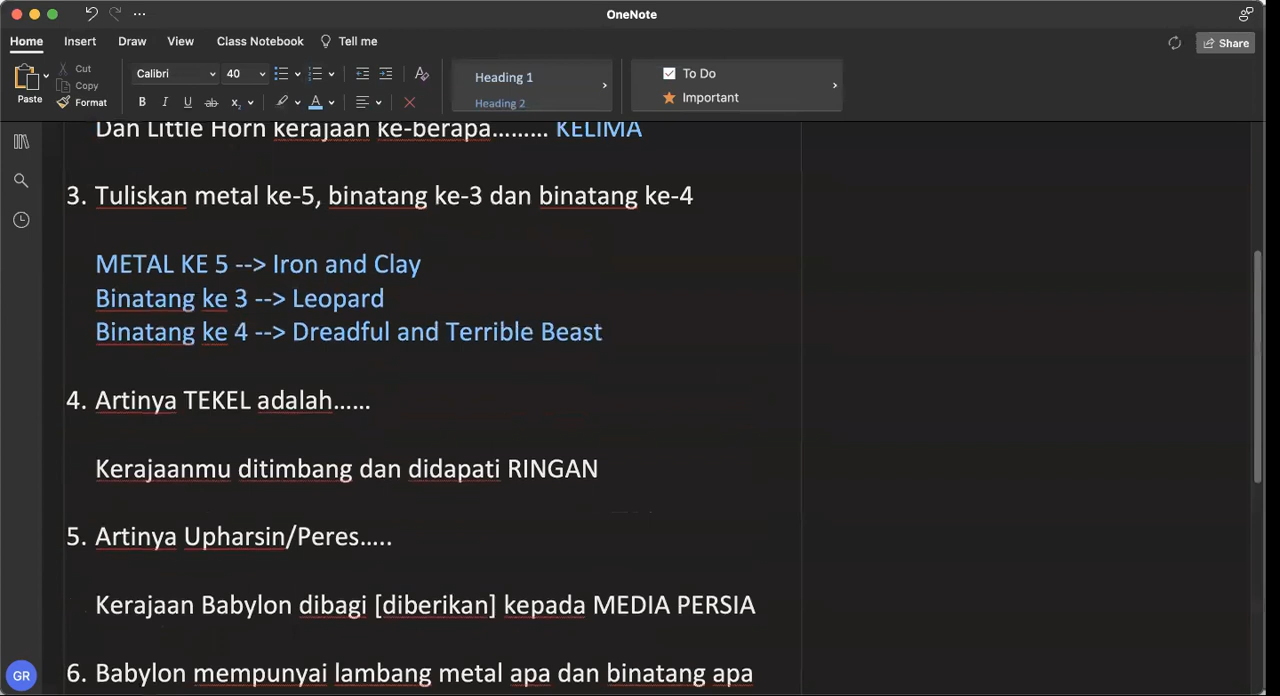 OneNote
Home Insert Draw View Class Notebook Tell me Share
Paste Cut Copy Format
Calibri 40
B I U ab x₂ A
Heading 1
Heading 2
To Do
Important
Dan Little Horn kerajaan ke-berapa......... KELIMA
3. Tuliskan metal ke-5, binatang ke-3 dan binatang ke-4
METAL KE 5 --> Iron and Clay
Binatang ke 3 --> Leopard
Binatang ke 4 --> Dreadful and Terrible Beast
4. Artinya TEKEL adalah......
Kerajaanmu ditimbang dan didapati RINGAN
5. Artinya Upharsin/Peres.....
Kerajaan Babylon dibagi [diberikan] kepada MEDIA PERSIA
6. Babylon mempunyai lambang metal apa dan binatang apa
GR